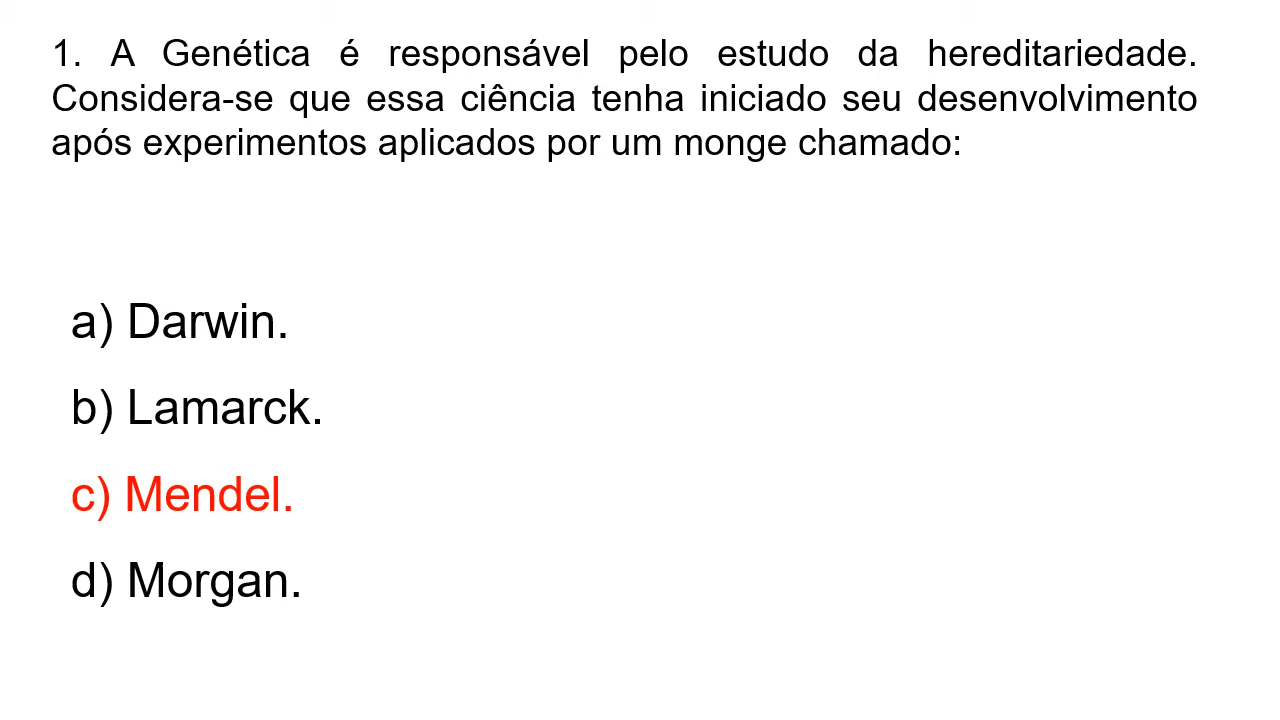 1. A Genética é responsável pelo estudo da hereditariedade.
Considera-se que essa ciência tenha iniciado seu desenvolvimento
após experimentos aplicados por um monge chamado:
a) Darwin.
b) Lamarck.
c) Mendel.
d) Morgan.